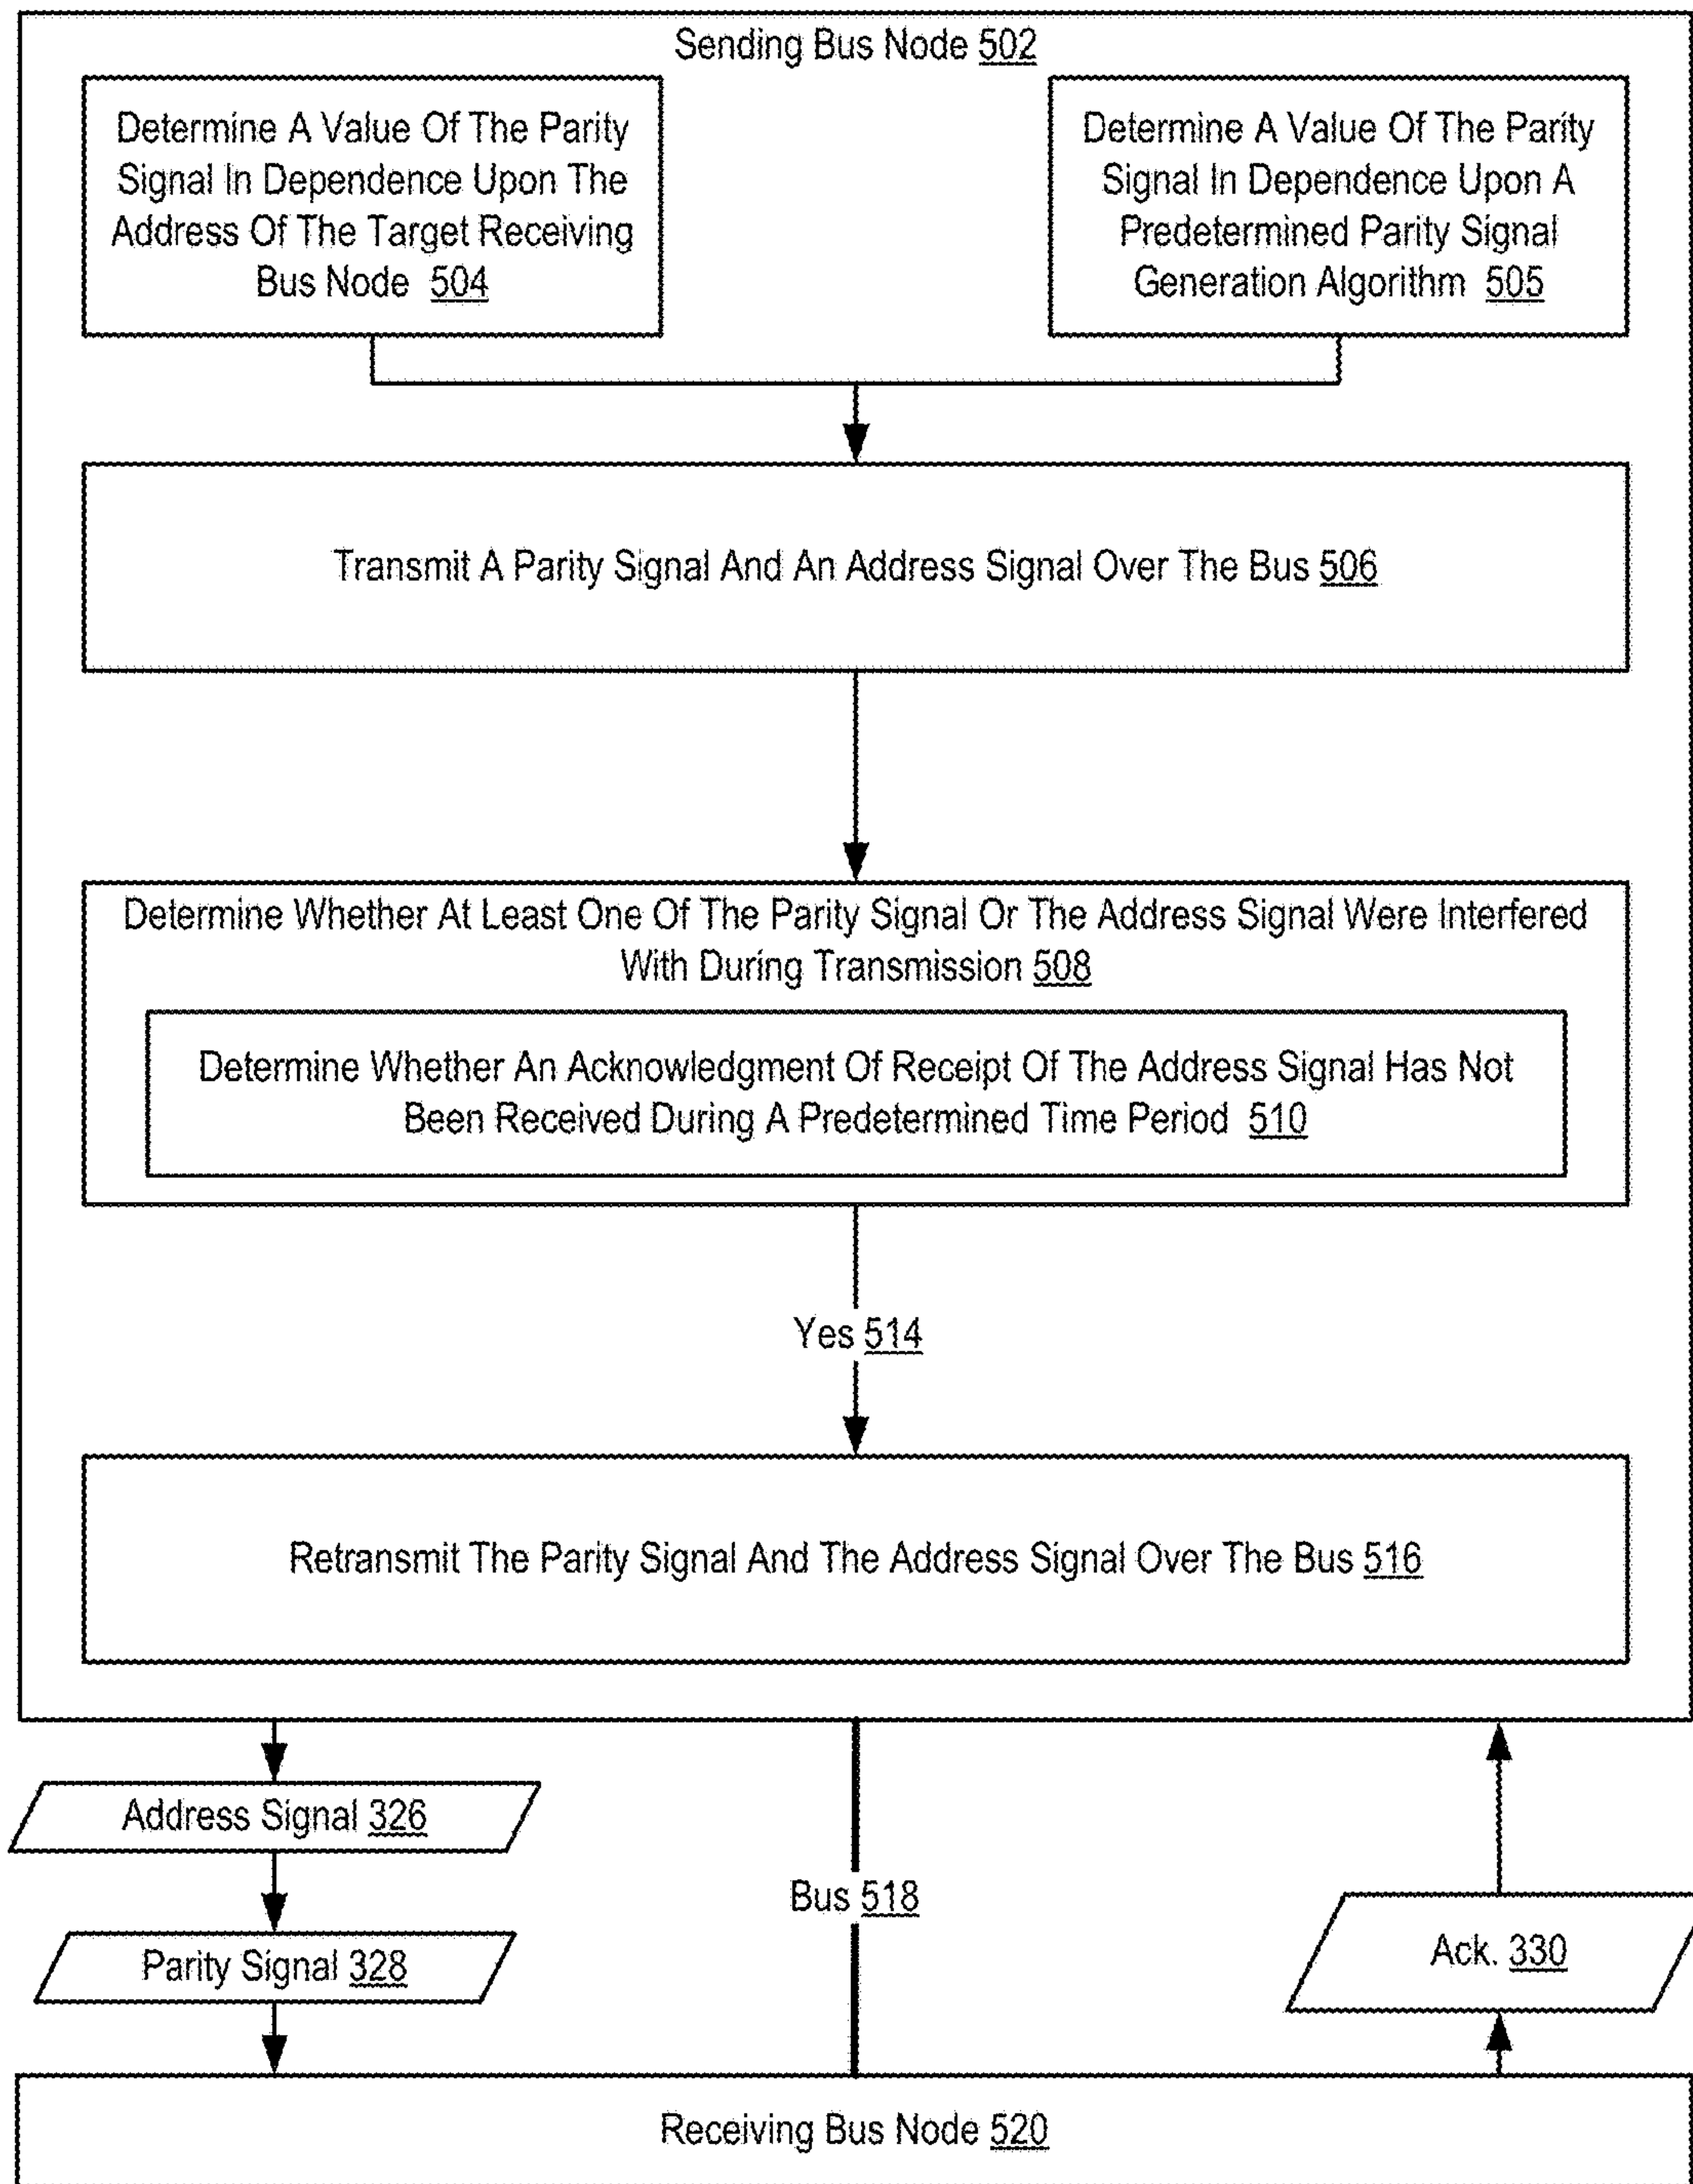 Sending Bus Node 502
Determine A Value Of The Parity
Signal In Dependence Upon The
Address Of The Target Receiving
Bus Node 504
Determine A Value Of The Parity
Signal In Dependence Upon A
Predetermined Parity Signal
Generation Algorithm 505
Transmit A Parity Signal And An Address Signal Over The Bus 506
Determine Whether At Least One Of The Parity Signal Or The Address Signal Were Interfered
With During Transmission 508
Determine Whether An Acknowledgment Of Receipt Of The Address Signal Has Not
Been Received During A Predetermined Time Period 510
Yes 514
Retransmit The Parity Signal And The Address Signal Over The Bus 516
Address Signal 326
Bus 518
Ack. 330
Parity Signal 328
Receiving Bus Node 520